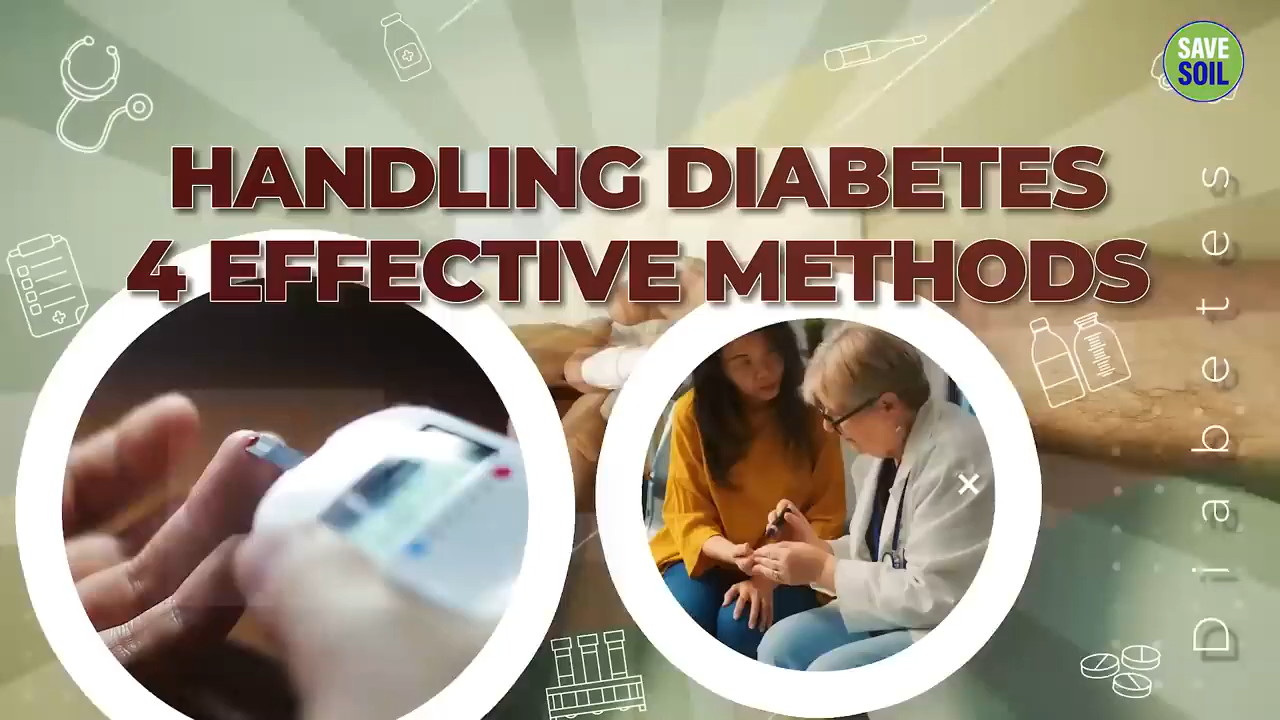 SAVE
SOIL
HANDLING DIABETES
4 EFFECTIVE METHODS
Diabetes